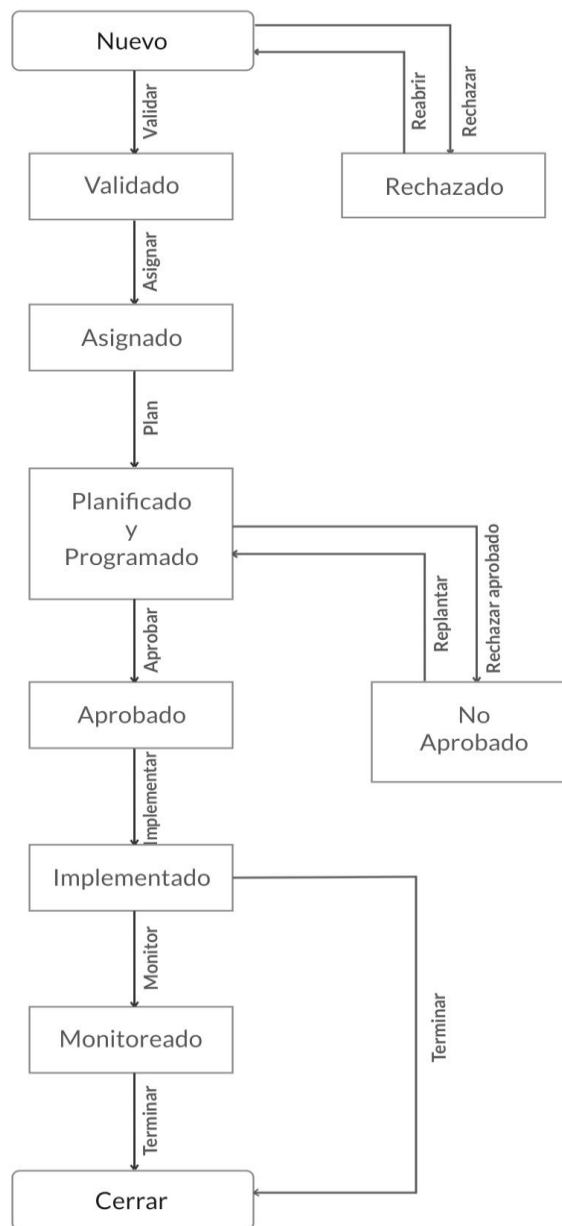 Nuevo
Validar
Reabrir
Rechazar
Validado
Rechazado
Asignar
Asignado
Plan
Planificado
y
Programado
Replantar
Rechazar aprobado
Aprobar
Aprobado
No
Aprobado
Implementar
Implementado
Monitor
Terminar
Monitoreado
Terminar
Cerrar